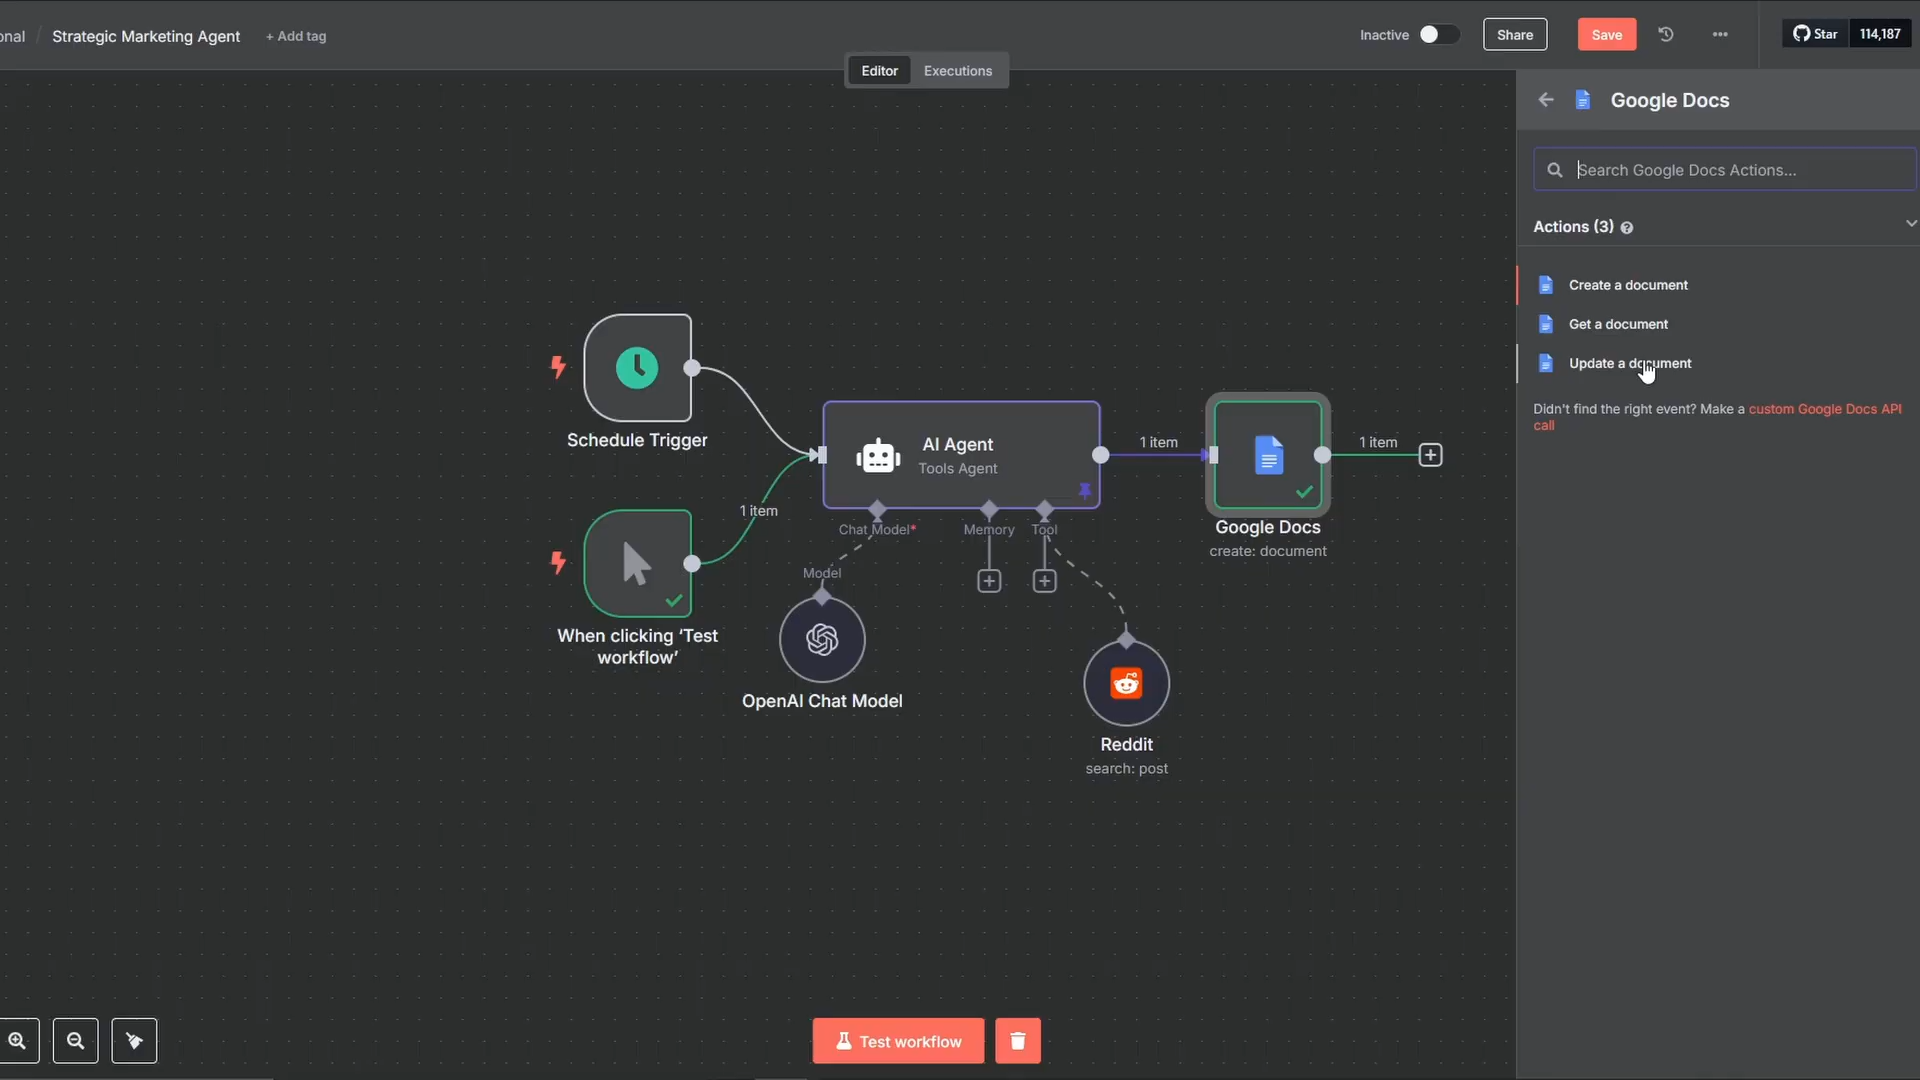 onal / Strategic Marketing Agent + Add tag
Inactive
Share
Save
Star 114,187
Editor Executions
Google Docs
Search Google Docs Actions...
Actions (3)
Create a document
Get a document
Update a document
Didn't find the right event? Make a custom Google Docs API
call
Schedule Trigger
1 item
When clicking ‘Test
workflow’
AI Agent
Tools Agent
Chat Model*
Memory
Tool
Model
OpenAI Chat Model
Reddit
search: post
1 item
Google Docs
create: document
1 item
Test workflow